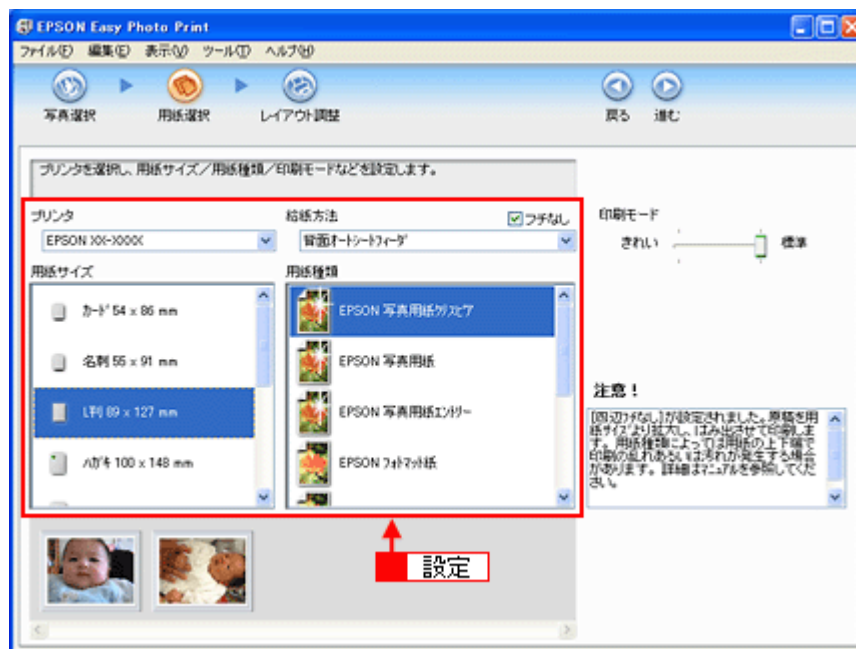 EPSON Easy Photo Print
ファイル(F) 編集(E) 表示(V) ツール(T) ヘルプ(H)
写真選択 用紙選択 レイアウト調整 戻る 進む
プリンタを選択し、用紙サイズ/用紙種類/印刷モードなどを設定します。
プリンタ
EPSON XX-XXXX
給紙方法
フチなし
背面オートシートフィーダ
印刷モード
きれい 標準
用紙サイズ
カード 54 x 86 mm
名刺 55 x 91 mm
L判 89 x 127 mm
ハガキ 100 x 148 mm
用紙種類
EPSON 写真用紙クリスピア
EPSON 写真用紙
EPSON 写真用紙エントリー
EPSON フォトマット紙
注意!
[四辺フチなし]が設定されました。原稿を用
紙サイズより拡大し、はみ出させて印刷しま
す。用紙種類によっては用紙の上下端で
印刷の乱れあるいは汚れが発生する場合
があります。詳細はマニュアルを参照してくだ
さい。
設定